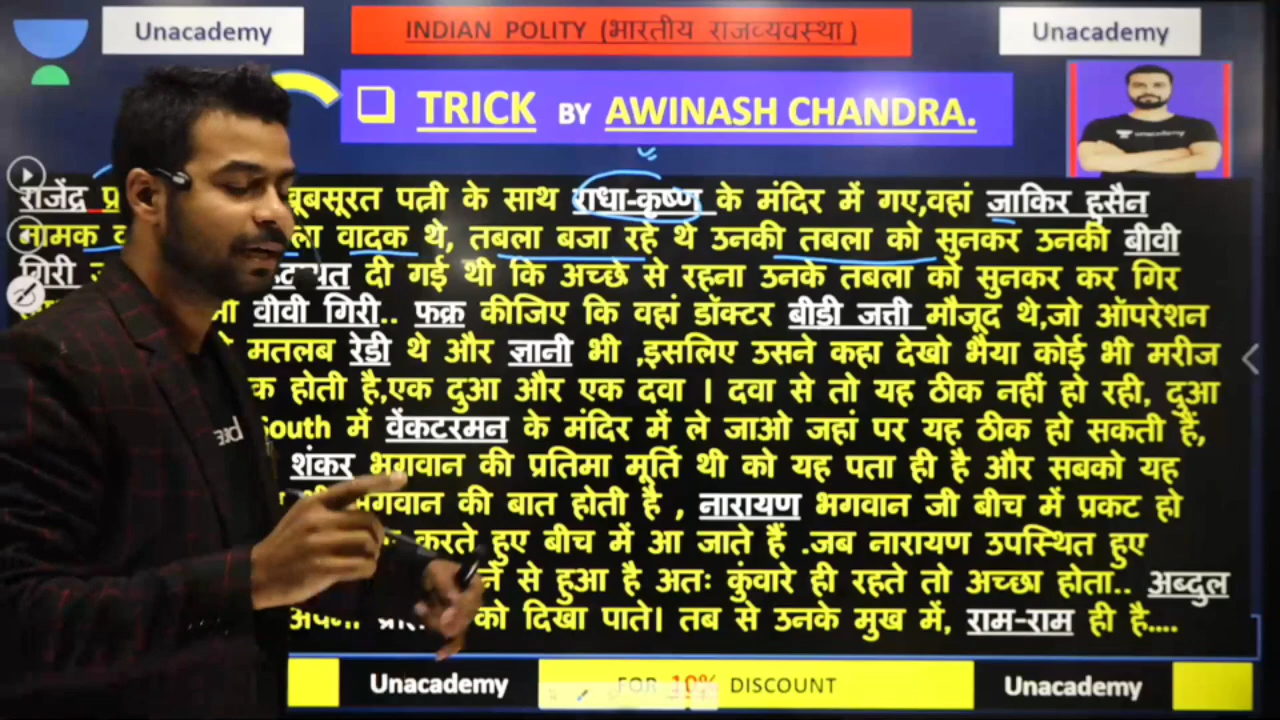 Unacademy
INDIAN POLITY (भारतीय राजव्यवस्था)
Unacademy
TRICK BY AWINASH CHANDRA.
unacademy
राजेंद्र प्र खूबसूरत पत्नी के साथ राधा-कृष्ण के मंदिर में गए,वहां जाकिर हुसैन
नामक वादक थे, तबला बजा रहे थे उनकी तबला को सुनकर उनकी बीवी
गिरी दी गई थी कि अच्छे से रहना उनके तबला को सुनकर कर गिर
वीवी गिरी.. फक्र कीजिए कि वहां डॉक्टर बीडी जत्ती मौजूद थे,जो ऑपरेशन
मतलब रेडी थे और ज्ञानी भी ,इसलिए उसने कहा देखो भैया कोई भी मरीज
होती है,एक दुआ और एक दवा । दवा से तो यह ठीक नहीं हो रही, दुआ
South में वेंकटरमन के मंदिर में ले जाओ जहां पर यह ठीक हो सकती हैं,
शंकर भगवान की प्रतिमा मूर्ति थी को यह पता ही है और सबको यह
भगवान की बात होती है , नारायण भगवान जी बीच में प्रकट हो
करते हुए बीच में आ जाते हैं .जब नारायण उपस्थित हुए
से हुआ है अतः कुंवारे ही रहते तो अच्छा होता.. अब्दुल
को दिखा पाते। तब से उनके मुख में, राम-राम ही है....
Unacademy
FOR 10% DISCOUNT
Unacademy